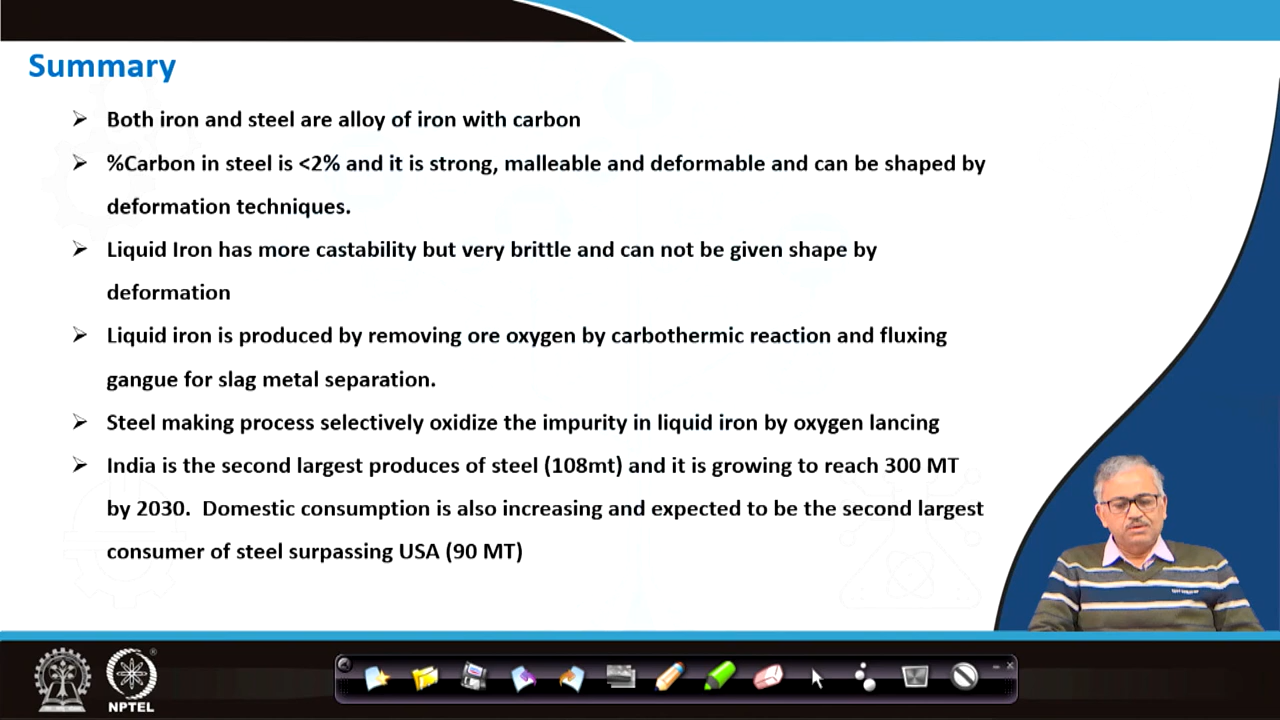 Summary
➢ Both iron and steel are alloy of iron with carbon
➢ %Carbon in steel is <2% and it is strong, malleable and deformable and can be shaped by
deformation techniques.
➢ Liquid Iron has more castability but very brittle and can not be given shape by
deformation
➢ Liquid iron is produced by removing ore oxygen by carbothermic reaction and fluxing
gangue for slag metal separation.
➢ Steel making process selectively oxidize the impurity in liquid iron by oxygen lancing
➢ India is the second largest produces of steel (108mt) and it is growing to reach 300 MT
by 2030. Domestic consumption is also increasing and expected to be the second largest
consumer of steel surpassing USA (90 MT)
NPTEL